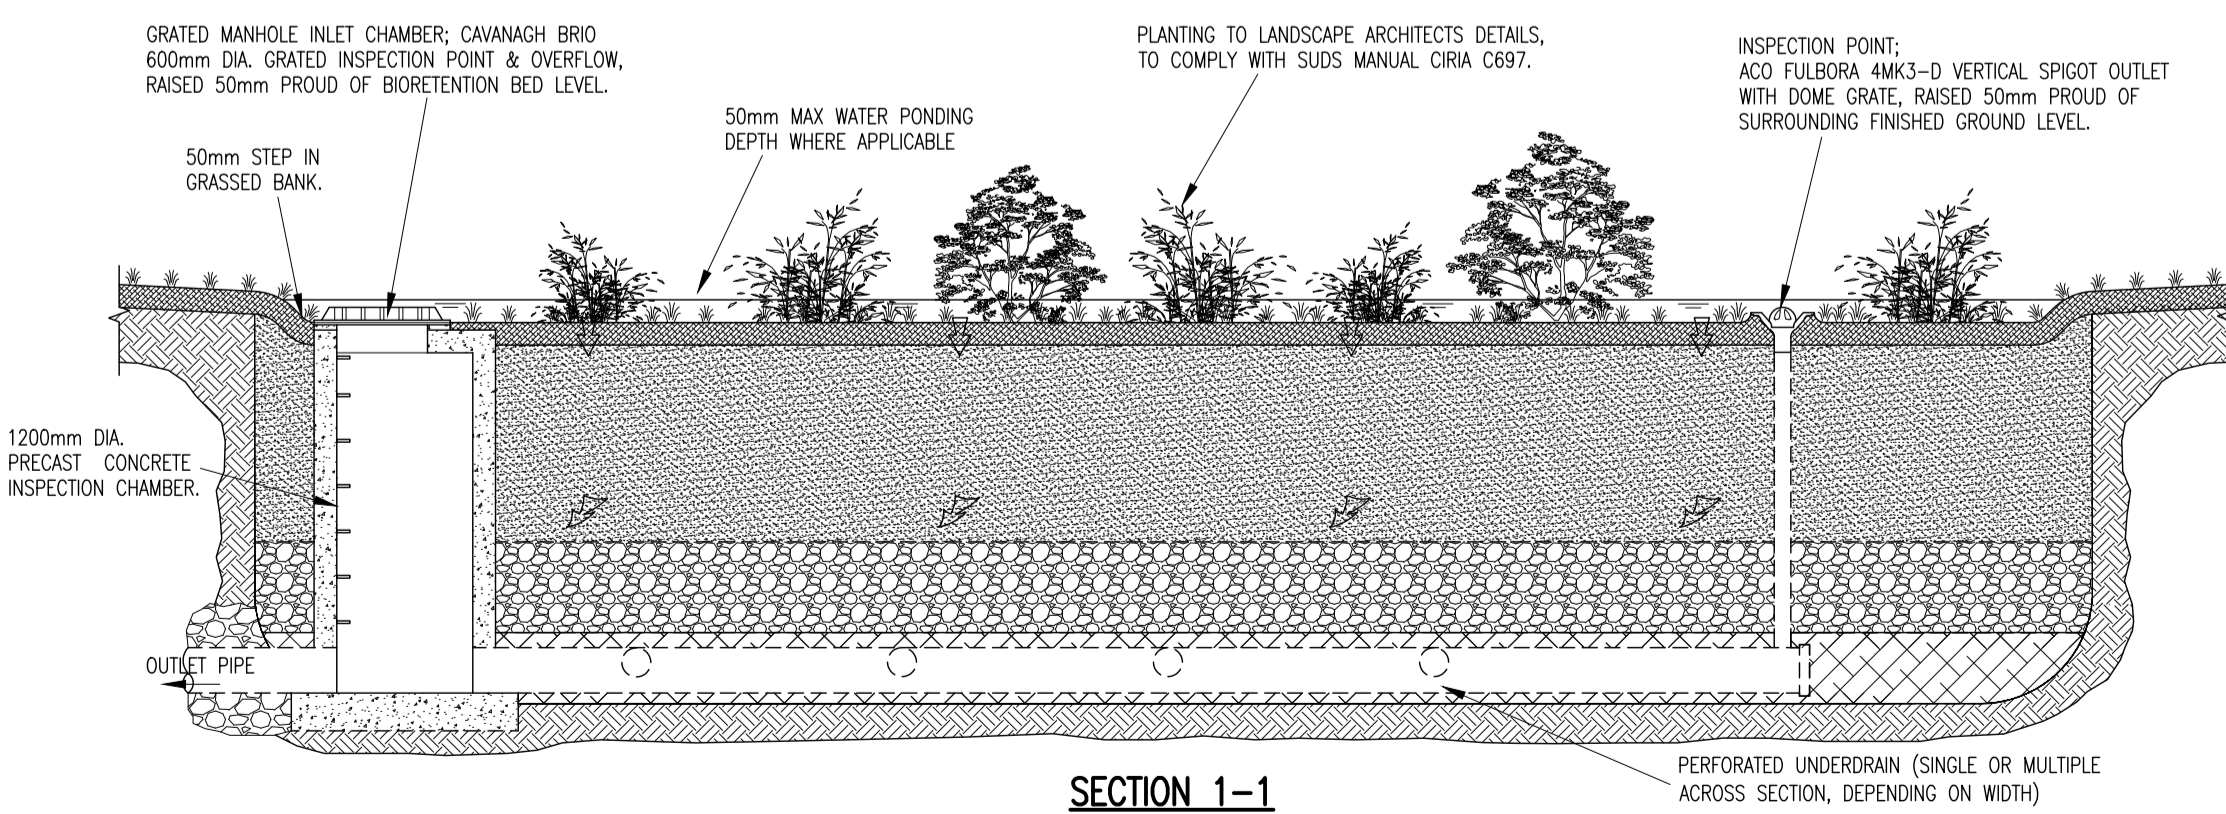 GRATED MANHOLE INLET CHAMBER; CAVANAGH BRIO
600mm DIA. GRATED INSPECTION POINT & OVERFLOW,
RAISED 50mm PROUD OF BIORETENTION BED LEVEL.
50mm STEP IN
GRASSED BANK.
50mm MAX WATER PONDING
DEPTH WHERE APPLICABLE
PLANTING TO LANDSCAPE ARCHITECTS DETAILS,
TO COMPLY WITH SUDS MANUAL CIRIA C697.
INSPECTION POINT;
ACO FULBORA 4MK3-D VERTICAL SPIGOT OUTLET
WITH DOME GRATE, RAISED 50mm PROUD OF
SURROUNDING FINISHED GROUND LEVEL.
1200mm DIA.
PRECAST CONCRETE
INSPECTION CHAMBER.
OUTLET PIPE
PERFORATED UNDERDRAIN (SINGLE OR MULTIPLE
ACROSS SECTION, DEPENDING ON WIDTH)
SECTION 1-1